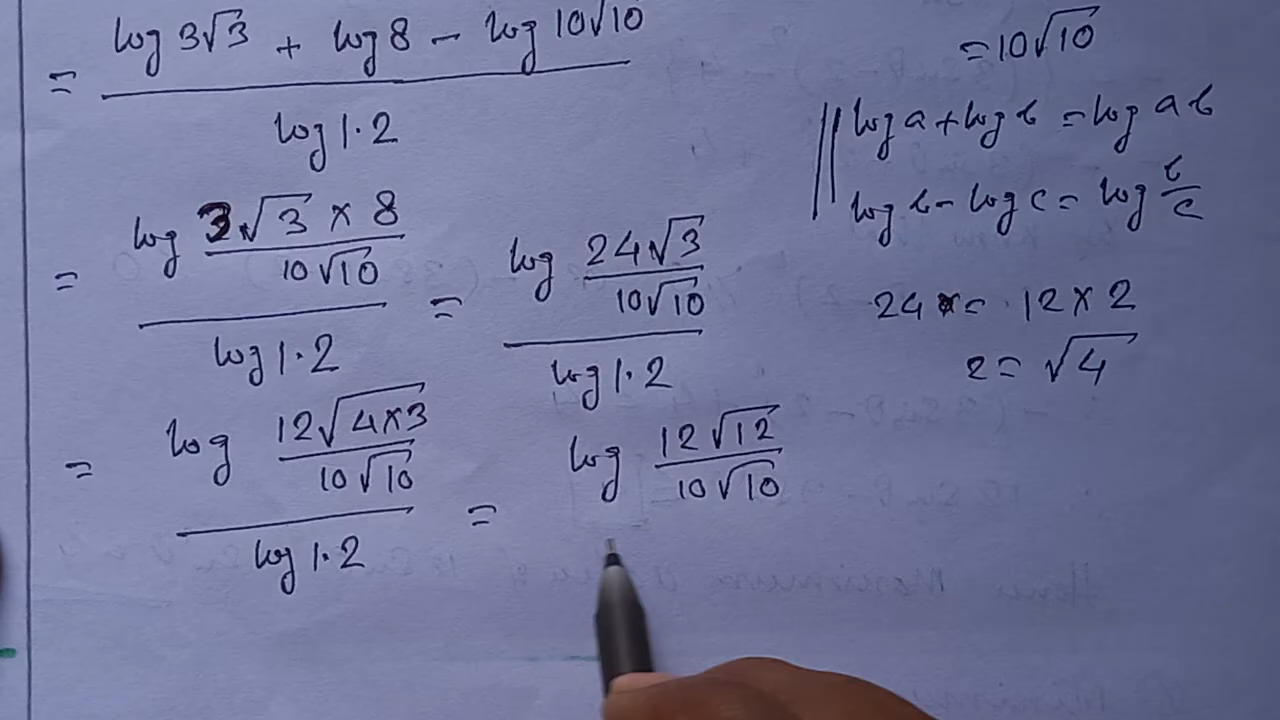 = (log 3√3 + log 8 - log 10√10) / (log 1.2)
= (log (3√3 × 8)/(10√10)) / (log 1.2) = (log (24√3)/(10√10)) / (log 1.2)
= (log (12√(4×3))/(10√10)) / (log 1.2) = log (12√12)/(10√10)
= 10√10
log a + log b = log ab
log b - log c = log b/c
24 = 12 × 2
2 = √4